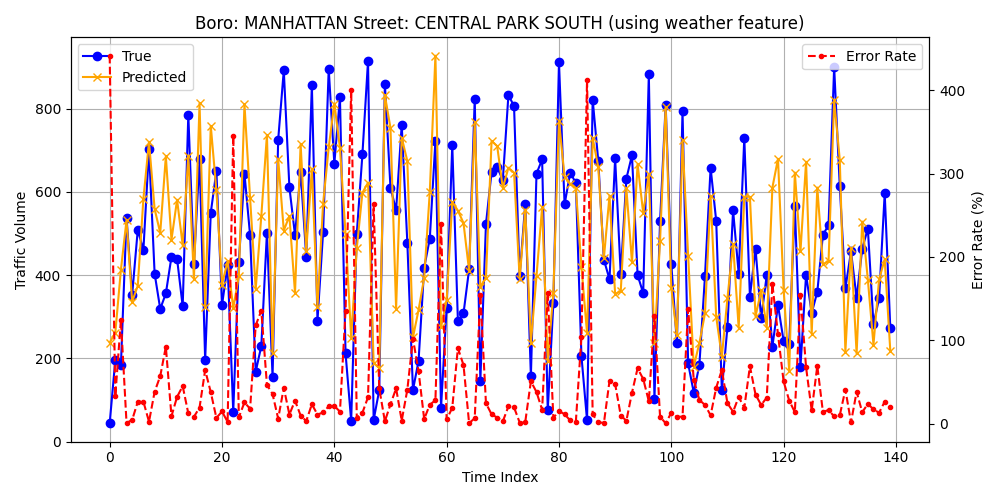 Boro: MANHATTAN Street: CENTRAL PARK SOUTH (using weather feature)
True
Predicted
Error Rate
Traffic Volume
800
600
400
200
0
400
300
200
100
0
Error Rate (%)
0 20 40 60 80 100 120 140
Time Index